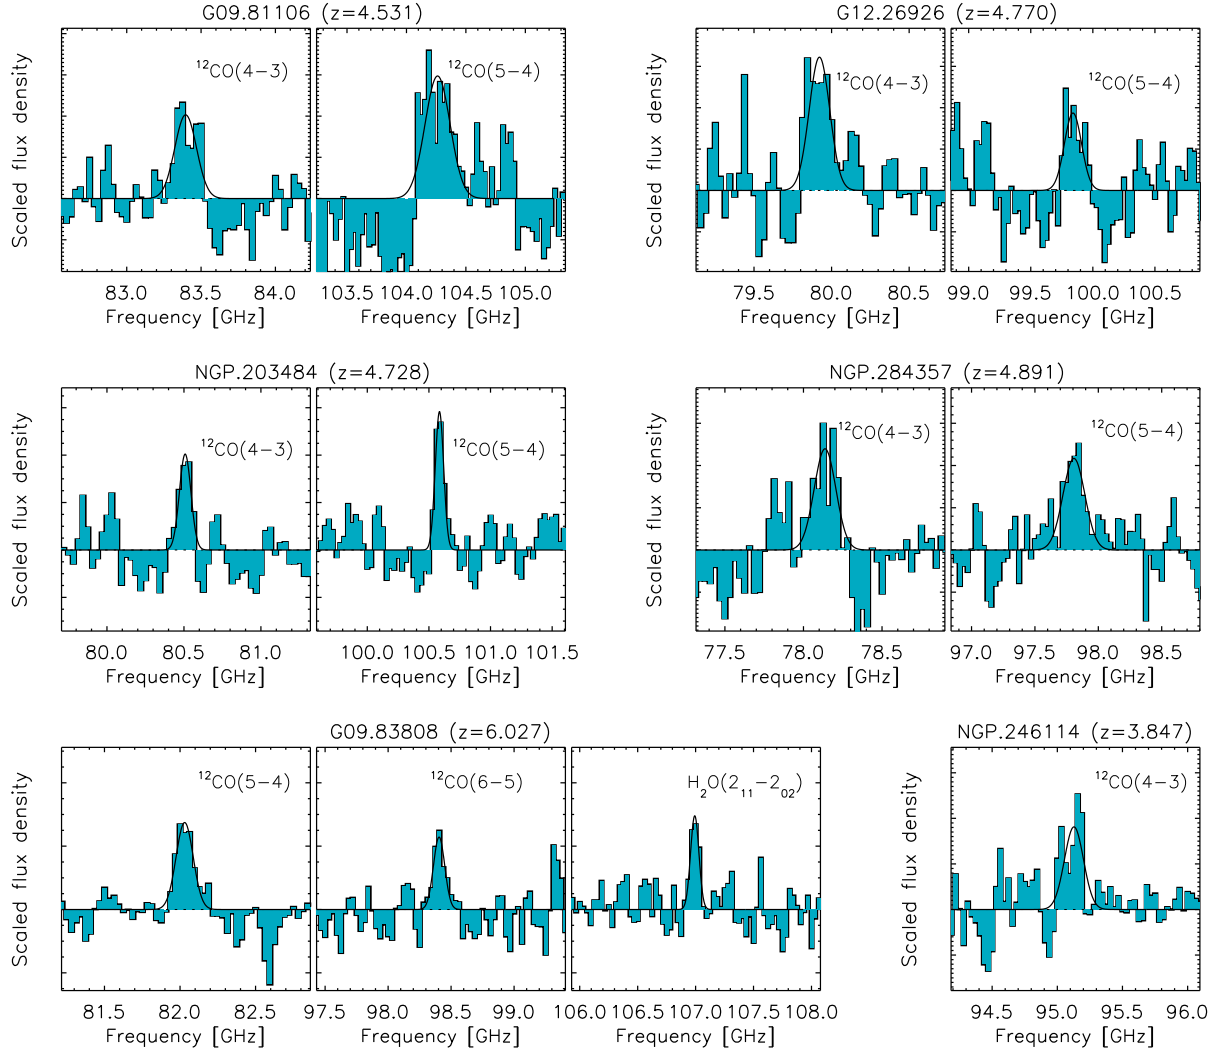 G09.81106 (z=4.531)
G12.26926 (z=4.770)
Scaled flux density
¹²CO(4−3)
¹²CO(5−4)
Scaled flux density
¹²CO(4−3)
¹²CO(5−4)
83.0 83.5 84.0
103.5 104.0 104.5 105.0
79.5 80.0 80.5
99.0 99.5 100.0 100.5
Frequency [GHz]
Frequency [GHz]
Frequency [GHz]
Frequency [GHz]
NGP.203484 (z=4.728)
NGP.284357 (z=4.891)
Scaled flux density
¹²CO(4−3)
¹²CO(5−4)
Scaled flux density
¹²CO(4−3)
¹²CO(5−4)
80.0 80.5 81.0
100.0 100.5 101.0 101.5
77.5 78.0 78.5
97.0 97.5 98.0 98.5
Frequency [GHz]
Frequency [GHz]
Frequency [GHz]
Frequency [GHz]
G09.83808 (z=6.027)
NGP.246114 (z=3.847)
Scaled flux density
¹²CO(5−4)
¹²CO(6−5)
H₂O(2₁₁−2₀₂)
Scaled flux density
¹²CO(4−3)
81.5 82.0 82.5
97.5 98.0 98.5 99.0
106.0 106.5 107.0 107.5 108.0
94.5 95.0 95.5 96.0
Frequency [GHz]
Frequency [GHz]
Frequency [GHz]
Frequency [GHz]